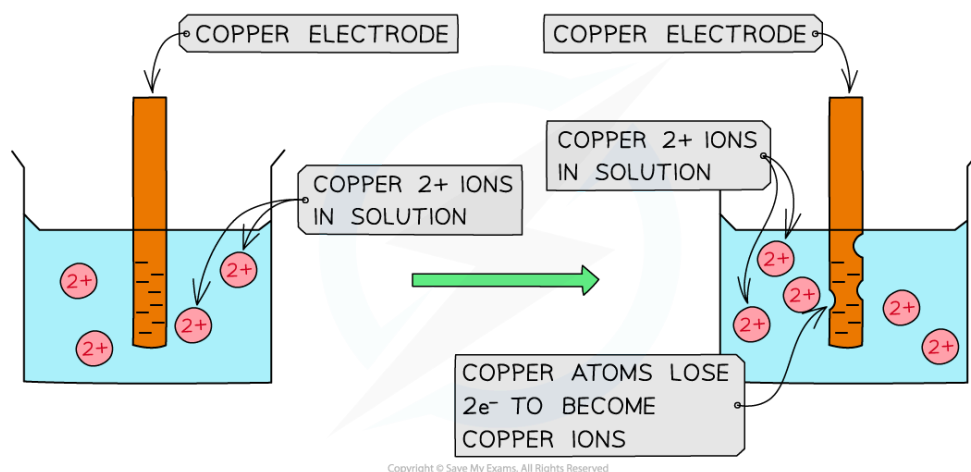 COPPER ELECTRODE
COPPER ELECTRODE
COPPER 2+ IONS
IN SOLUTION
COPPER 2+ IONS
IN SOLUTION
2+
2+
2+
2+
2+
2+
2+
2+
2+
COPPER ATOMS LOSE
2e⁻ TO BECOME
COPPER IONS
Copyright © Save My Exams. All Rights Reserved